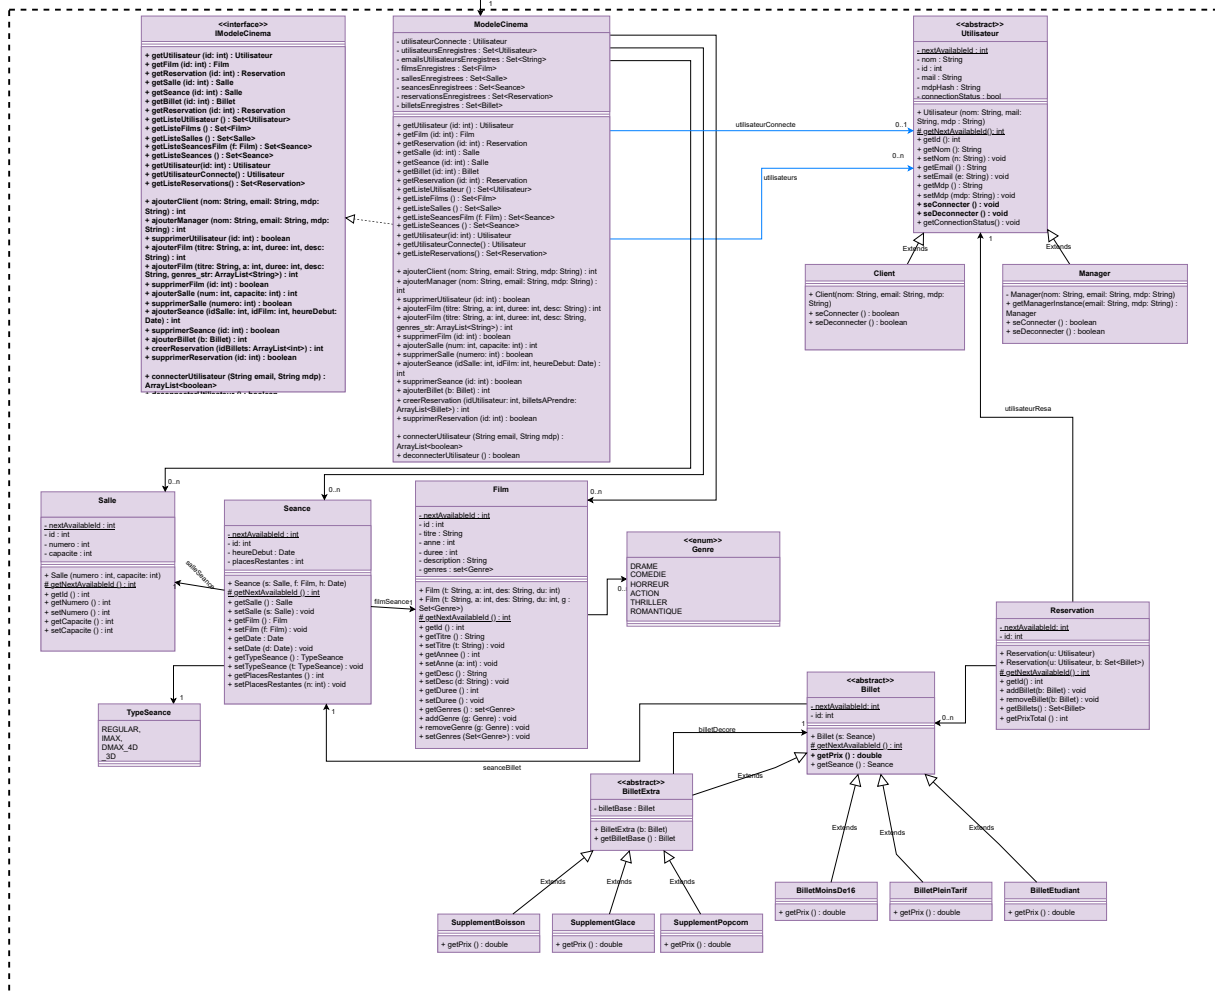 1
<<interface>>
IModeleCinema
+ getUtilisateur (id: int) : Utilisateur
+ getFilm (id: int) : Film
+ getReservation (id: int) : Reservation
+ getSalle (id: int) : Salle
+ getSeance (id: int) : Salle
+ getBillet (id: int) : Billet
+ getReservation (id: int) : Reservation
+ getListeUtilisateur () : Set<Utilisateur>
+ getListeFilms () : Set<Film>
+ getListeSalles () : Set<Salle>
+ getListeSeancesFilm (f: Film) : Set<Seance>
+ getListeSeances () : Set<Seance>
+ getUtilisateur(id: int) : Utilisateur
+ getUtilisateurConnecte() : Utilisateur
+ getListeReservations() : Set<Reservation>
+ ajouterClient (nom: String, email: String, mdp:
String) : int
+ ajouterManager (nom: String, email: String, mdp:
String) : int
+ supprimerUtilisateur (id: int) : boolean
+ ajouterFilm (titre: String, a: int, duree: int, desc:
String) : int
+ ajouterFilm (titre: String, a: int, duree: int, desc:
String, genres_str: ArrayList<String>) : int
+ supprimerFilm (id: int) : boolean
+ ajouterSalle (num: int, capacite: int) : int
+ supprimerSalle (numero: int) : boolean
+ ajouterSeance (idSalle: int, idFilm: int, heureDebut:
Date) : int
+ supprimerSeance (id: int) : boolean
+ ajouterBillet (b: Billet) : int
+ creerReservation (idBillets: ArrayList<int>) : int
+ supprimerReservation (id: int) : boolean
+ connecterUtilisateur (String email, String mdp) :
ArrayList<boolean>
+ deconnecterUtilisateur () : boolean
ModeleCinema
- utilisateurConnecte : Utilisateur
- utilisateursEnregistres : Set<Utilisateur>
- emailsUtilisateursEnregistres : Set<String>
- filmsEnregistres : Set<Film>
- sallesEnregistrees : Set<Salle>
- seancesEnregistrees : Set<Seance>
- reservationsEnregistrees : Set<Reservation>
- billetsEnregistres : Set<Billet>
+ getUtilisateur (id: int) : Utilisateur
+ getFilm (id: int) : Film
+ getReservation (id: int) : Reservation
+ getSalle (id: int) : Salle
+ getSeance (id: int) : Salle
+ getBillet (id: int) : Billet
+ getReservation (id: int) : Reservation
+ getListeUtilisateur () : Set<Utilisateur>
+ getListeFilms () : Set<Film>
+ getListeSalles () : Set<Salle>
+ getListeSeancesFilm (f: Film) : Set<Seance>
+ getListeSeances () : Set<Seance>
+ getUtilisateur(id: int) : Utilisateur
+ getUtilisateurConnecte() : Utilisateur
+ getListeReservations() : Set<Reservation>
+ ajouterClient (nom: String, email: String, mdp: String) : int
+ ajouterManager (nom: String, email: String, mdp: String) :
int
+ supprimerUtilisateur (id: int) : boolean
+ ajouterFilm (titre: String, a: int, duree: int, desc: String) : int
+ ajouterFilm (titre: String, a: int, duree: int, desc: String,
genres_str: ArrayList<String>) : int
+ supprimerFilm (id: int) : boolean
+ ajouterSalle (num: int, capacite: int) : int
+ supprimerSalle (numero: int) : boolean
+ ajouterSeance (idSalle: int, idFilm: int, heureDebut: Date) :
int
+ supprimerSeance (id: int) : boolean
+ ajouterBillet (b: Billet) : int
+ creerReservation (idUtilisateur: int, billetsAPrendre:
ArrayList<Billet>) : int
+ supprimerReservation (id: int) : boolean
+ connecterUtilisateur (String email, String mdp) :
ArrayList<boolean>
+ deconnecterUtilisateur () : boolean
utilisateurConnecte
0..1
utilisateurs
0..n
<<abstract>>
Utilisateur
- nextAvailableId : int
- nom : String
- id : int
- mail : String
- mdpHash : String
- connectionStatus : bool
+ Utilisateur (nom: String, mail:
String, mdp : String)
# getNextAvailableId(): int
+ getId (): int
+ getNom (): String
+ setNom (n: String) : void
+ getEmail () : String
+ setEmail (e: String) : void
+ getMdp () : String
+ setMdp (mdp: String) : void
+ seConnecter () : void
+ seDeconnecter () : void
+ getConnectionStatus() : void
Extends
1
Extends
Client
+ Client(nom: String, email: String, mdp:
String)
+ seConnecter () : boolean
+ seDeconnecter () : boolean
Manager
- Manager(nom: String, email: String, mdp: String)
+ getManagerInstance(email: String, mdp: String) :
Manager
+ seConnecter () : boolean
+ seDeconnecter () : boolean
utilisateurResa
0..n
0..n
0..n
Salle
- nextAvailableId : int
- id : int
- numero : int
- capacite : int
+ Salle (numero : int, capacite: int)
# getNextAvailableId () : int
+ getId () : int
+ getNumero () : int
+ setNumero () : int
+ getCapacite () : int
+ setCapacite () : int
salleSeance
1
Seance
- nextAvailableId : int
- id: int
- heureDebut : Date
- placesRestantes : int
+ Seance (s: Salle, f: Film, h: Date)
# getNextAvailableId () : int
+ getSalle () : Salle
+ setSalle (s: Salle) : void
+ getFilm () : Film
+ setFilm (f: Film) : void
+ getDate : Date
+ setDate (d: Date) : void
+ getTypeSeance () : TypeSeance
+ setTypeSeance (t: TypeSeance) : void
+ getPlacesRestantes () : int
+ setPlacesRestantes (n: int) : void
filmSeance
1
Film
- nextAvailableId : int
- id : int
- titre : String
- anne : int
- duree : int
- description : String
- genres : set<Genre>
+ Film (t: String, a: int, des: String, du: int)
+ Film (t: String, a: int, des: String, du: int, g :
Set<Genre>)
# getNextAvailableId () : int
+ getId () : int
+ getTitre () : String
+ setTitre (t: String) : void
+ getAnnee () : int
+ setAnne (a: int) : void
+ getDesc () : String
+ setDesc (d: String) : void
+ getDuree () : int
+ setDuree () : void
+ getGenres () : set<Genre>
+ addGenre (g: Genre) : void
+ removeGenre (g: Genre) : void
+ setGenres (Set<Genre>) : void
0..
<<enum>>
Genre
DRAME
COMEDIE
HORREUR
ACTION
THRILLER
ROMANTIQUE
1
TypeSeance
REGULAR,
IMAX,
DMAX_4D
_3D
Reservation
- nextAvailableId: int
- id: int
+ Reservation(u: Utilisateur)
+ Reservation(u: Utilisateur, b: Set<Billet>)
# getNextAvailableId() : int
+ getId() : int
+ addBillet(b: Billet) : void
+ removeBillet(b: Billet) : void
+ getBillets() : Set<Billet>
+ getPrixTotal () : int
0..n
<<abstract>>
Billet
- nextAvailableId: int
- id: int
+ Billet (s: Seance)
# getNextAvailableId () : int
+ getPrix () : double
+ getSeance () : Seance
1
seanceBillet
billetDecore
1
Extends
<<abstract>>
BilletExtra
- billetBase : Billet
+ BilletExtra (b: Billet)
+ getBilletBase () : Billet
Extends
Extends
Extends
Extends
Extends
Extends
BilletMoinsDe16
+ getPrix () : double
BilletPleinTarif
+ getPrix () : double
BilletEtudiant
+ getPrix () : double
SupplementBoisson
+ getPrix () : double
SupplementGlace
+ getPrix () : double
SupplementPopcorn
+ getPrix () : double